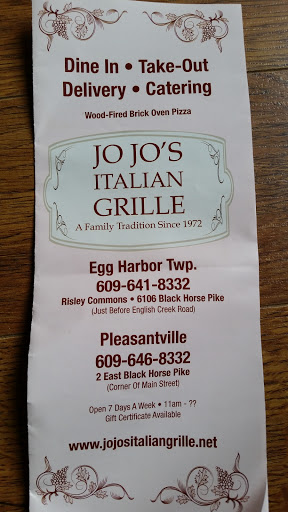 Dine In • Take-Out
Delivery • Catering
Wood-Fired Brick Oven Pizza
JO JO'S
ITALIAN
GRILLE
A Family Tradition Since 1972
Egg Harbor Twp.
609-641-8332
Risley Commons • 6106 Black Horse Pike
(Just Before English Creek Road)
Pleasantville
609-646-8332
2 East Black Horse Pike
(Corner Of Main Street)
Open 7 Days A Week • 11am - ??
Gift Certificate Available
www.jojositaliangrille.net